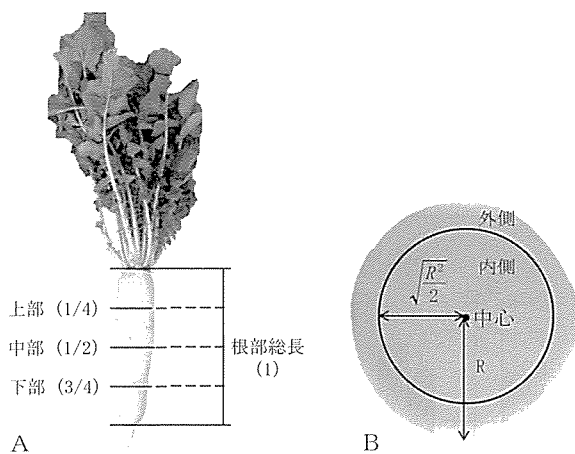 上部 (1/4)
中部 (1/2)
下部 (3/4)
根部総長
(1)
A
外側
内側
√(R²/2)
中心
R
B